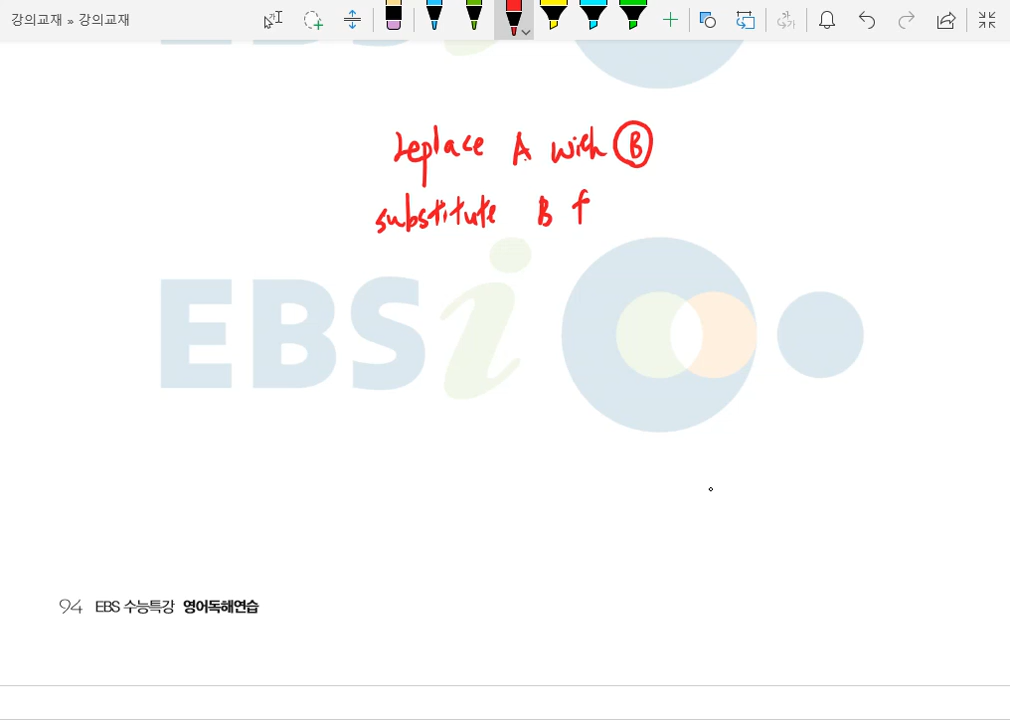 강의교재 » 강의교재
replace A with B
substitute B f
EBSi
94 EBS 수능특강 영어독해연습